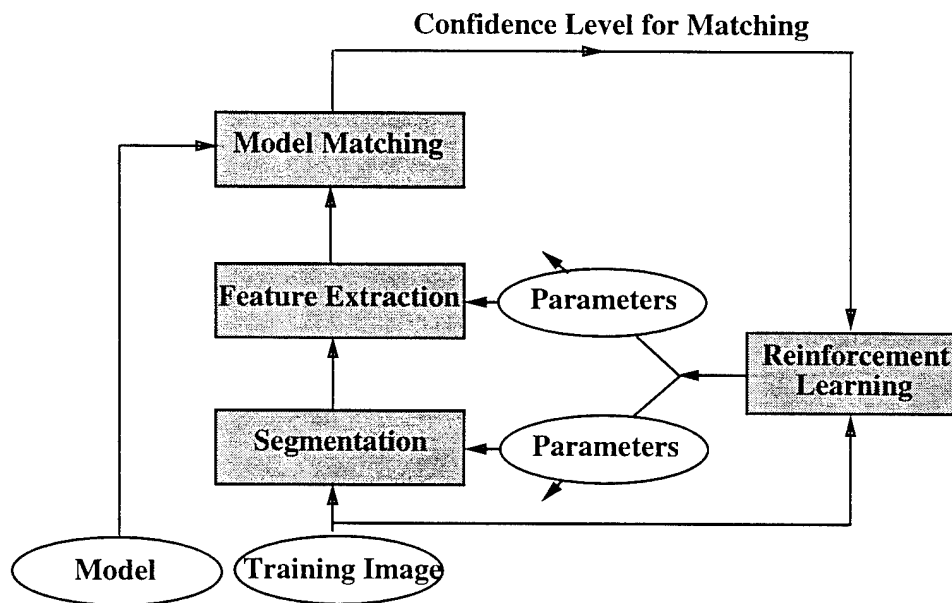 Confidence Level for Matching
Model Matching
Feature Extraction
Parameters
Reinforcement
Learning
Segmentation
Parameters
Model
Training Image